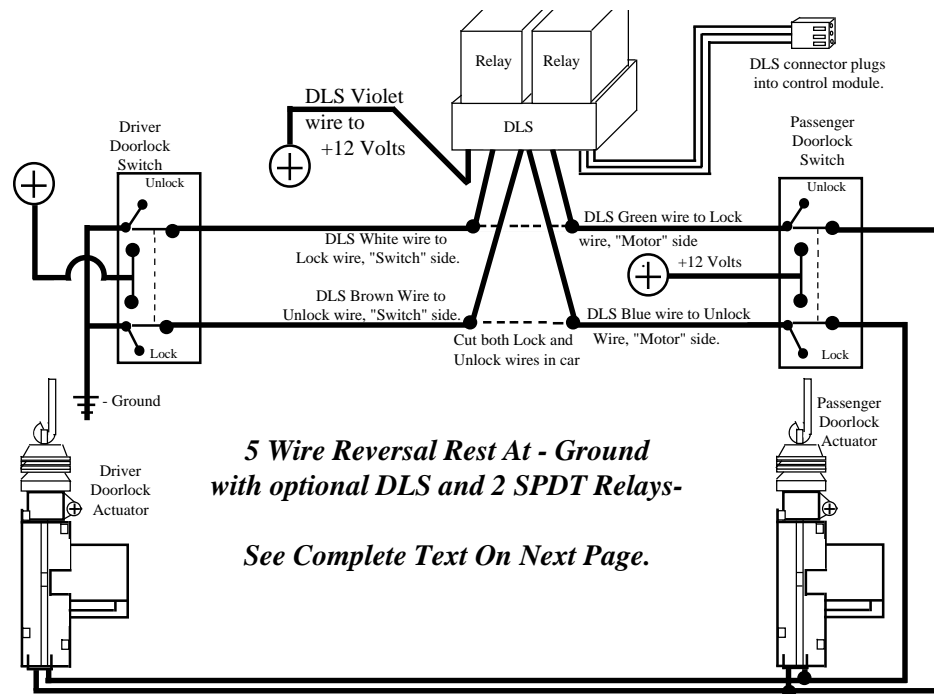 Relay
Relay
DLS
DLS connector plugs
into control module.
DLS Violet
wire to
+12 Volts
Driver
Doorlock
Switch
Unlock
Lock
Passenger
Doorlock
Switch
Unlock
Lock
DLS White wire to
Lock wire, "Switch" side.
DLS Green wire to Lock
wire, "Motor" side
+12 Volts
DLS Brown Wire to
Unlock wire, "Switch" side.
DLS Blue wire to Unlock
Wire, "Motor" side.
Cut both Lock and
Unlock wires in car
- Ground
Driver
Doorlock
Actuator
Passenger
Doorlock
Actuator
5 Wire Reversal Rest At - Ground
with optional DLS and 2 SPDT Relays-
See Complete Text On Next Page.